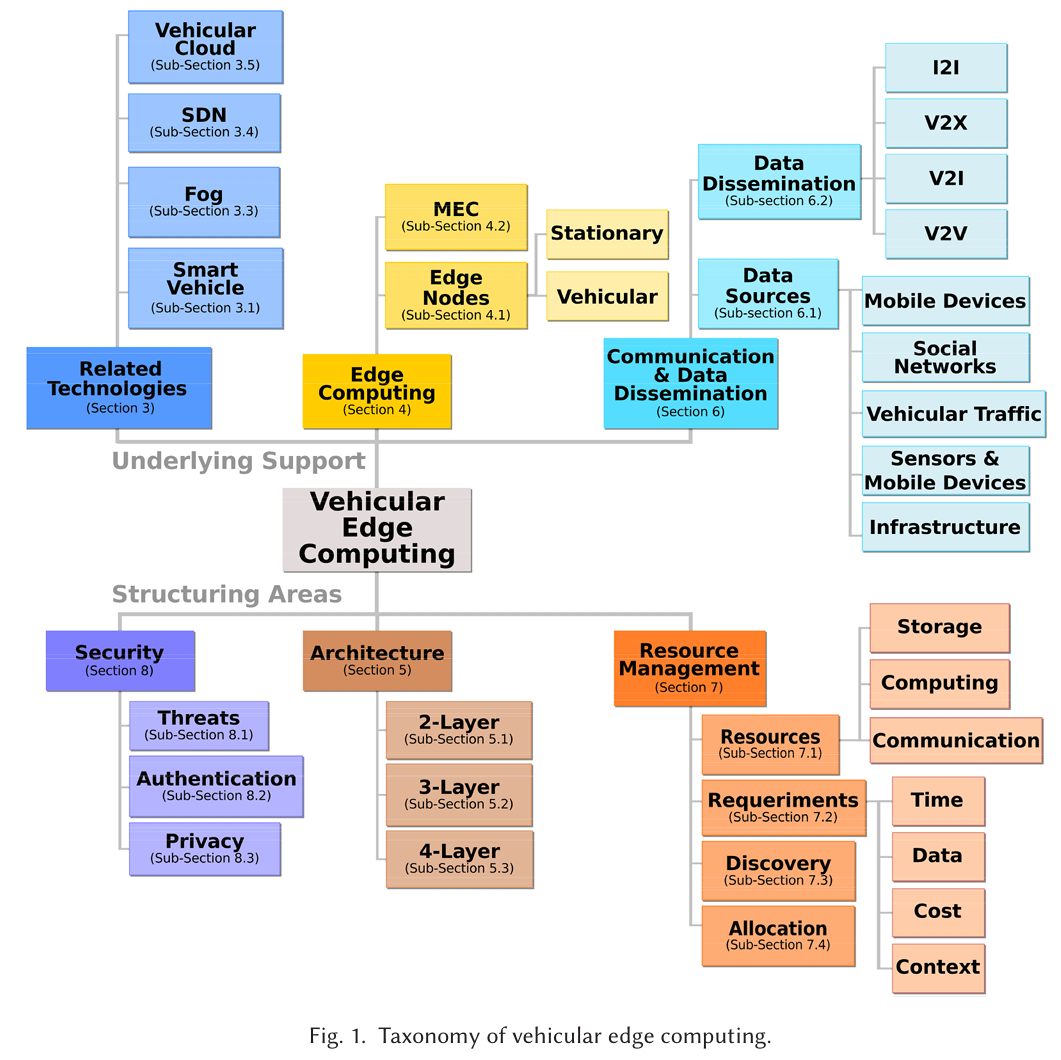 Vehicular
Cloud
(Sub-Section 3.5)
SDN
(Sub-Section 3.4)
Fog
(Sub-Section 3.3)
Smart
Vehicle
(Sub-Section 3.1)
Related
Technologies
(Section 3)
MEC
(Sub-Section 4.2)
Edge
Nodes
(Sub-Section 4.1)
Stationary
Vehicular
Edge
Computing
(Section 4)
Data
Dissemination
(Sub-section 6.2)
I2I
V2X
V2I
V2V
Data
Sources
(Sub-section 6.1)
Mobile Devices
Social
Networks
Vehicular Traffic
Sensors &
Mobile Devices
Infrastructure
Communication
& Data
Dissemination
(Section 6)
Underlying Support
Vehicular
Edge
Computing
Structuring Areas
Security
(Section 8)
Threats
(Sub-Section 8.1)
Authentication
(Sub-Section 8.2)
Privacy
(Sub-Section 8.3)
Architecture
(Section 5)
2-Layer
(Sub-Section 5.1)
3-Layer
(Sub-Section 5.2)
4-Layer
(Sub-Section 5.3)
Resource
Management
(Section 7)
Resources
(Sub-Section 7.1)
Storage
Computing
Communication
Requeriments
(Sub-Section 7.2)
Time
Data
Cost
Context
Discovery
(Sub-Section 7.3)
Allocation
(Sub-Section 7.4)
Fig. 1. Taxonomy of vehicular edge computing.